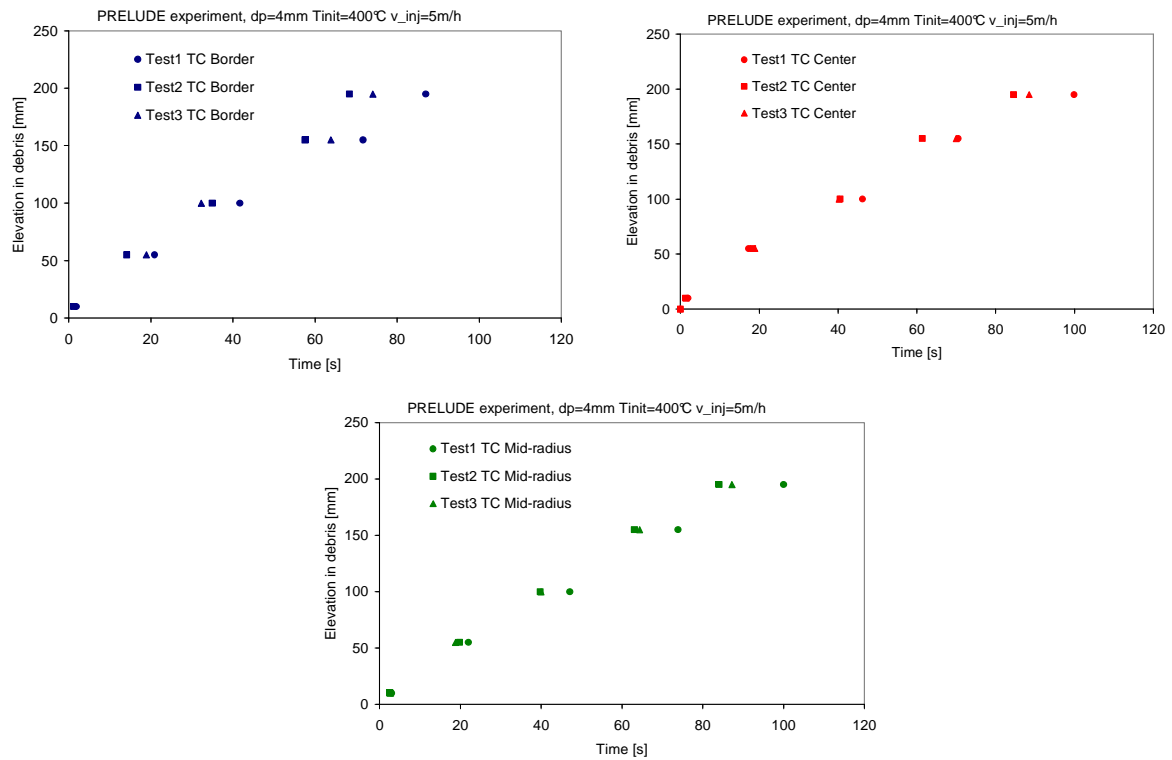 PRELUDE experiment, dp=4mm Tinit=400°C v_inj=5m/h
250
200
150
100
50
0
Elevation in debris [mm]
Test1 TC Border
Test2 TC Border
Test3 TC Border
0 20 40 60 80 100 120
Time [s]
PRELUDE experiment, dp=4mm Tinit=400°C v_inj=5m/h
250
200
150
100
50
0
Elevation in debris [mm]
Test1 TC Center
Test2 TC Center
Test3 TC Center
0 20 40 60 80 100 120
Time [s]
PRELUDE experiment, dp=4mm Tinit=400°C v_inj=5m/h
250
200
150
100
50
0
Elevation in debris [mm]
Test1 TC Mid-radius
Test2 TC Mid-radius
Test3 TC Mid-radius
0 20 40 60 80 100 120
Time [s]